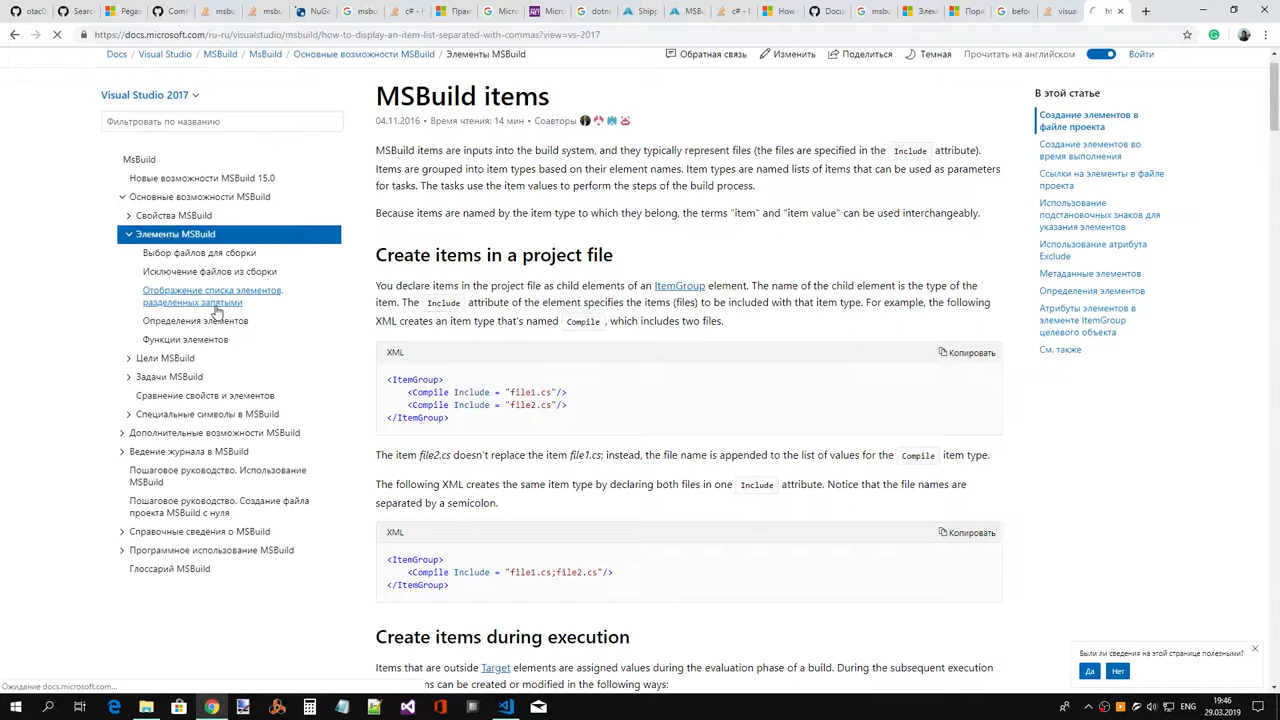 otac
Searc
Pega
Comm
msbu
NuGe
msbu
c# -
Прак
Micr
Micr
dotn
Ship
MSB
c# - 
How
Docu
msbu
Элем
Попр
befo
visual
ht
https://docs.microsoft.com/ru-ru/visualstudio/msbuild/how-to-display-an-item-list-separated-with-commas?view=vs-2017
Docs / Visual Studio / MSBuild / MsBuild / Основные возможности MSBuild / Элементы MSBuild
Обратная связь Изменить Поделиться Темная Прочитать на английском Войти
Visual Studio 2017
Фильтровать по названию
MsBuild
Новые возможности MSBuild 15.0
Основные возможности MSBuild
Свойства MSBuild
Элементы MSBuild
Выбор файлов для сборки
Исключение файлов из сборки
Отображение списка элементов,
разделенных запятыми
Определения элементов
Функции элементов
Цели MSBuild
Задачи MSBuild
Сравнение свойств и элементов
Специальные символы в MSBuild
Дополнительные возможности MSBuild
Ведение журнала в MSBuild
Пошаговое руководство. Использование
MSBuild
Пошаговое руководство. Создание файла
проекта MSBuild с нуля
Справочные сведения о MSBuild
Программное использование MSBuild
Глоссарий MSBuild
MSBuild items
04.11.2016 • Время чтения: 14 мин • Соавторы
MSBuild items are inputs into the build system, and they typically represent files (the files are specified in the Include attribute).
Items are grouped into item types based on their element names. Item types are named lists of items that can be used as parameters
for tasks. The tasks use the item values to perform the steps of the build process.
Because items are named by the item type to which they belong, the terms "item" and "item value" can be used interchangeably.
Create items in a project file
You declare items in the project file as child elements of an ItemGroup element. The name of the child element is the type of the
item. The Include attribute of the element specifies the items (files) to be included with that item type. For example, the following
XML creates an item type that's named Compile, which includes two files.
XML Копировать
<ItemGroup>
<Compile Include = "file1.cs"/>
<Compile Include = "file2.cs"/>
</ItemGroup>
The item file2.cs doesn't replace the item file1.cs; instead, the file name is appended to the list of values for the Compile item type.
The following XML creates the same item type by declaring both files in one Include attribute. Notice that the file names are
separated by a semicolon.
XML Копировать
<ItemGroup>
<Compile Include = "file1.cs;file2.cs"/>
</ItemGroup>
Create items during execution
Items that are outside Target elements are assigned values during the evaluation phase of a build. During the subsequent execution
can be created or modified in the following ways:
В этой статье
Создание элементов в
файле проекта
Создание элементов во
время выполнения
Ссылки на элементы в файле
проекта
Использование
подстановочных знаков для
указания элементов
Использование атрибута
Exclude
Метаданные элементов
Определения элементов
Атрибуты элементов в
элементе ItemGroup
целевого объекта
См. также
Были ли сведения на этой странице полезными?
Да Нет
Ожидание docs.microsoft.com...
19:46
29.03.2019